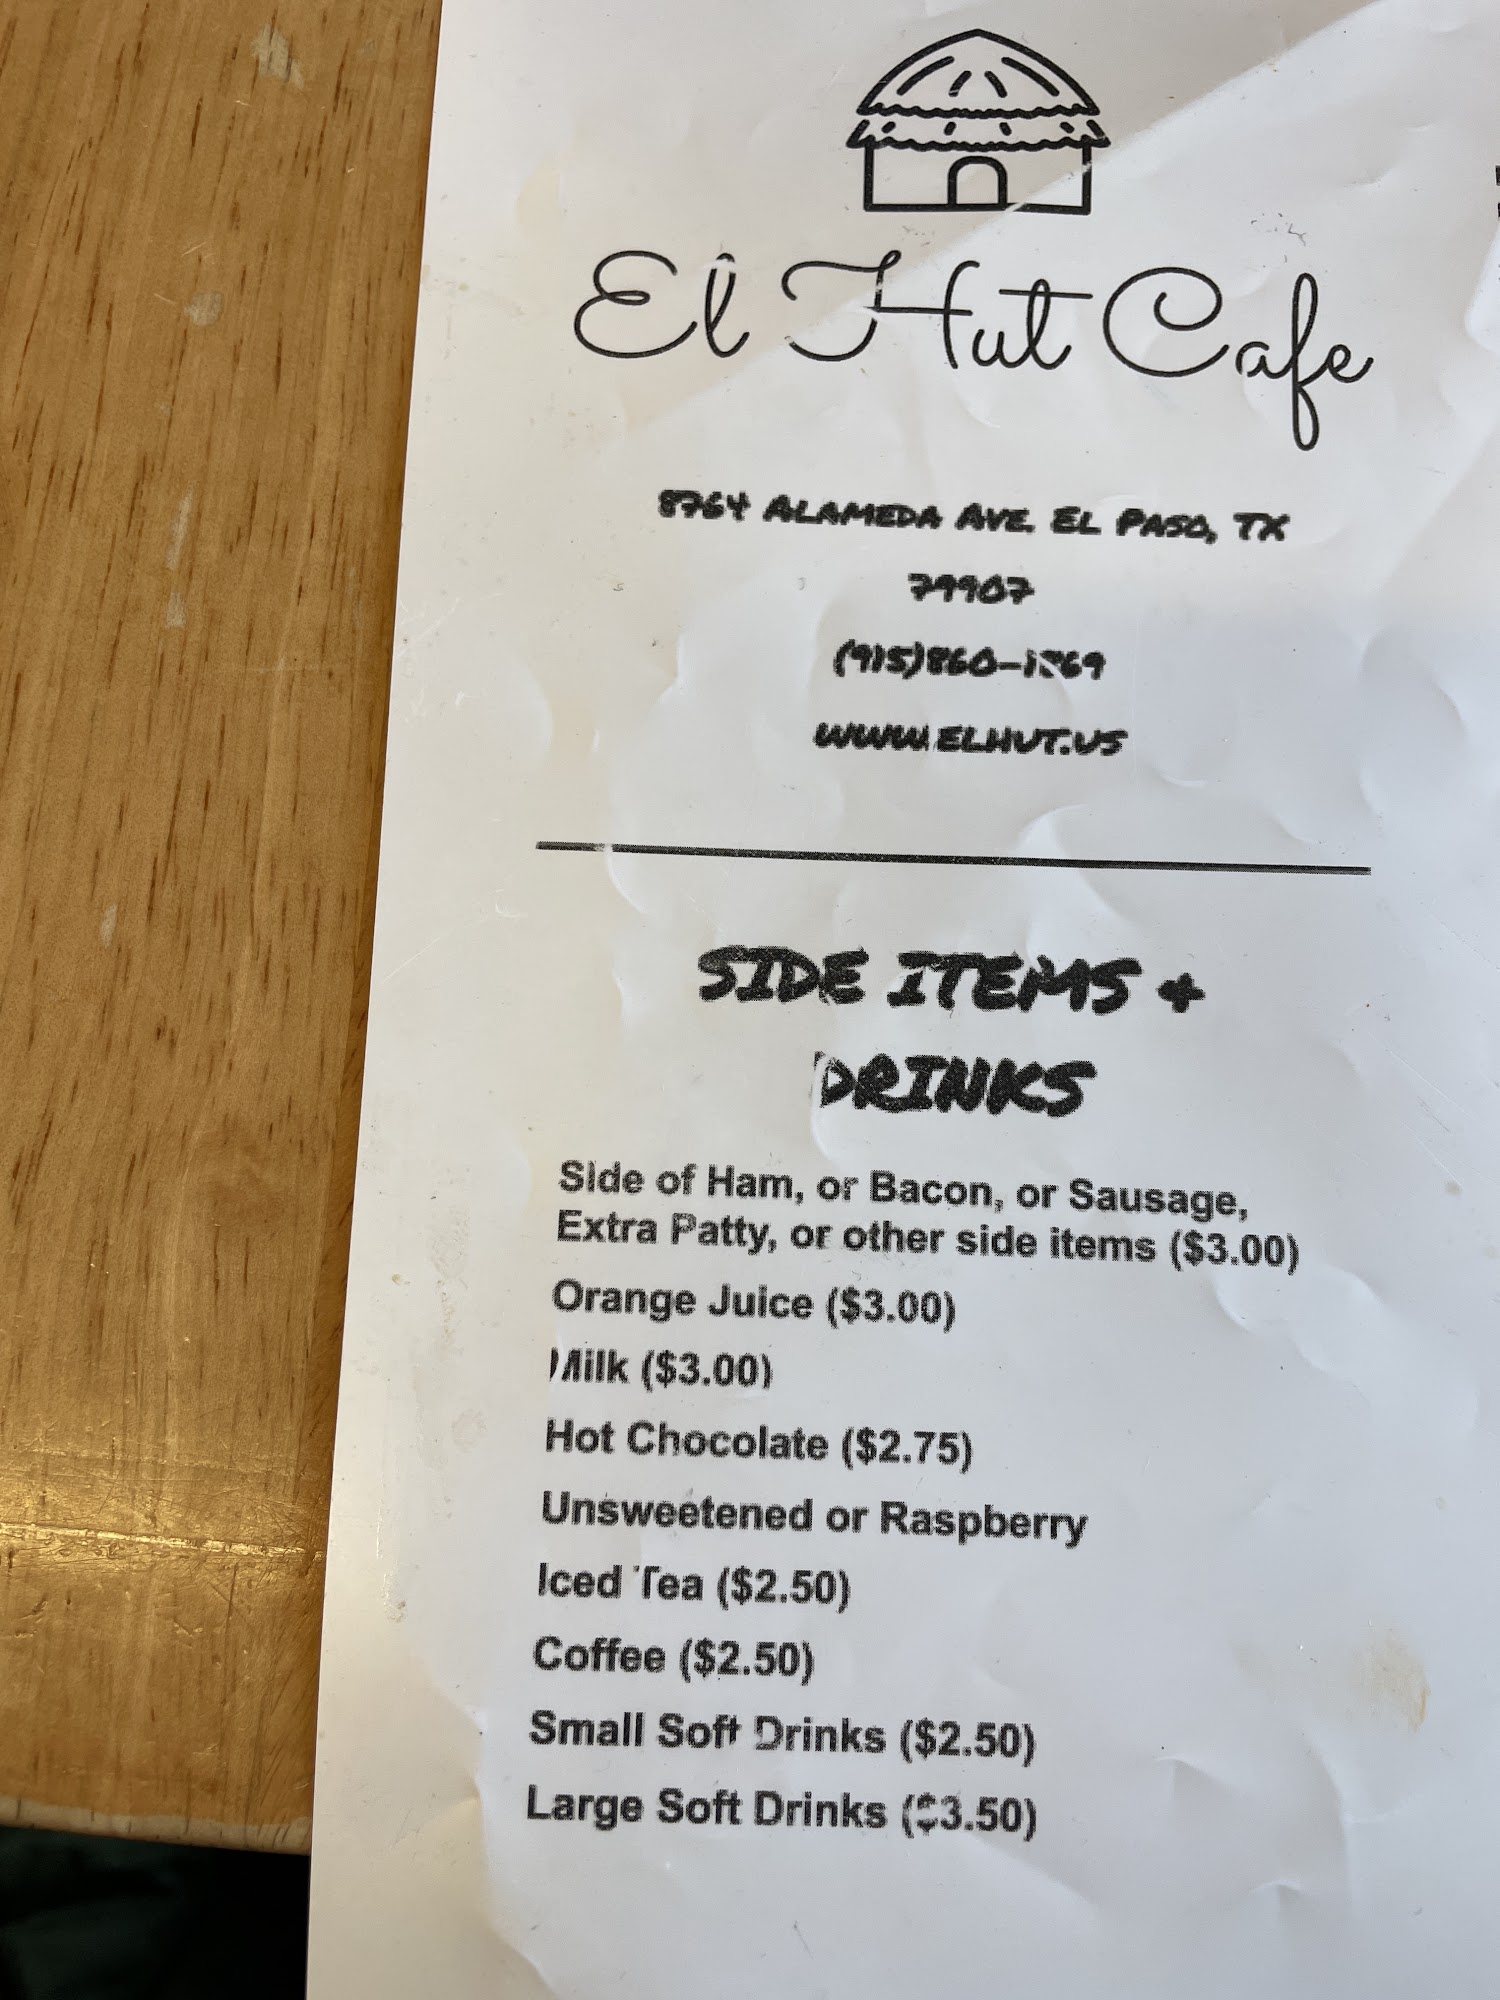 El Hut Cafe
8764 ALAMEDA AVE. EL PASO, TX
79907
WWW.ELHUT.US
SIDE ITEMS &
DRINKS
Side of Ham, or Bacon, or Sausage,
Extra Patty, or other side items ($3.00)
Orange Juice ($3.00)
Milk ($3.00)
Hot Chocolate ($2.75)
Unsweetened or Raspberry
Iced Tea ($2.50)
Coffee ($2.50)
Small Soft Drinks ($2.50)
Large Soft Drinks ($3.50)